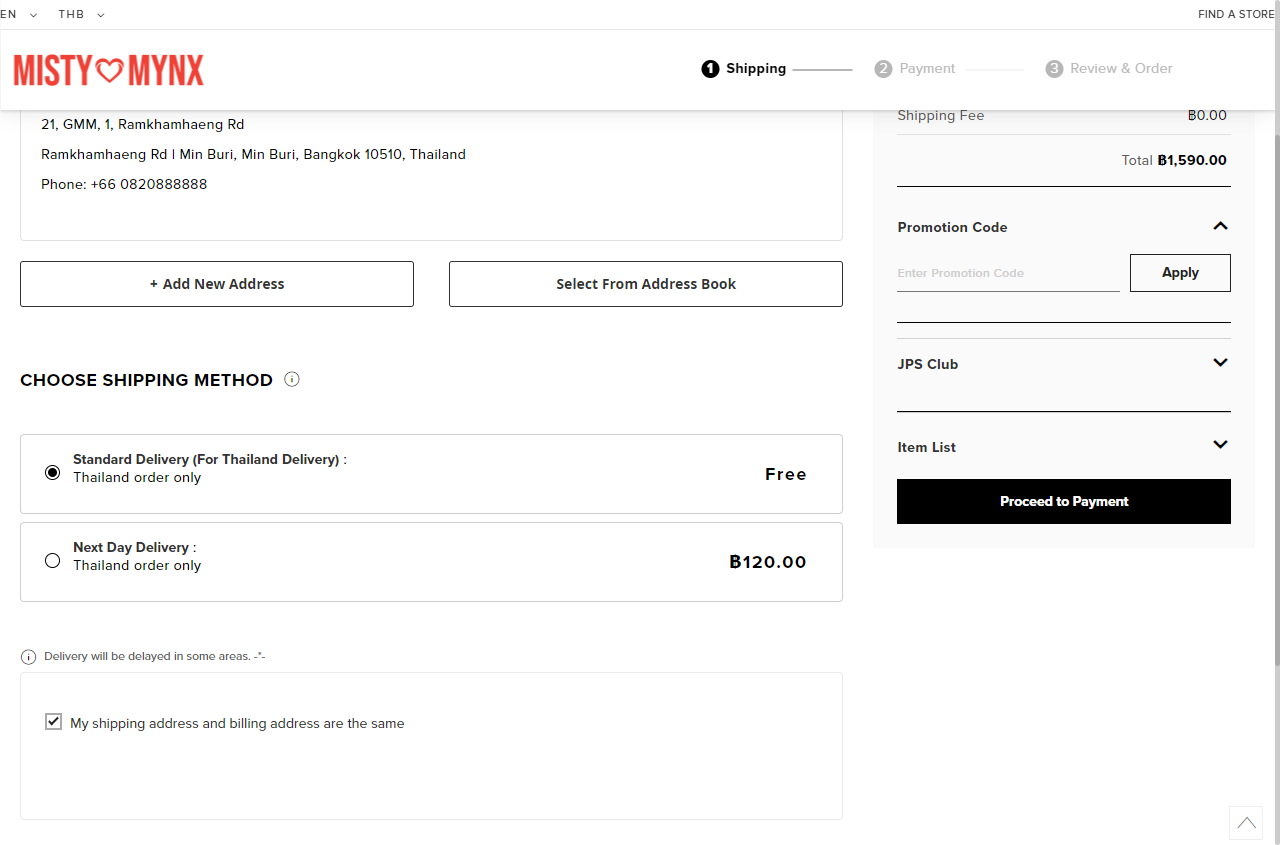 EN THB FIND A STORE
MISTY MYNX
1 Shipping 2 Payment 3 Review & Order
21, GMM, 1, Ramkhamhaeng Rd
Ramkhamhaeng Rd | Min Buri, Min Buri, Bangkok 10510, Thailand
Phone: +66 0820888888
+ Add New Address
Select From Address Book
CHOOSE SHIPPING METHOD
Standard Delivery (For Thailand Delivery) :
Thailand order only
Free
Next Day Delivery :
Thailand order only
฿120.00
Delivery will be delayed in some areas. -*-
My shipping address and billing address are the same
Shipping Fee ฿0.00
Total ฿1,590.00
Promotion Code
Enter Promotion Code
Apply
JPS Club
Item List
Proceed to Payment